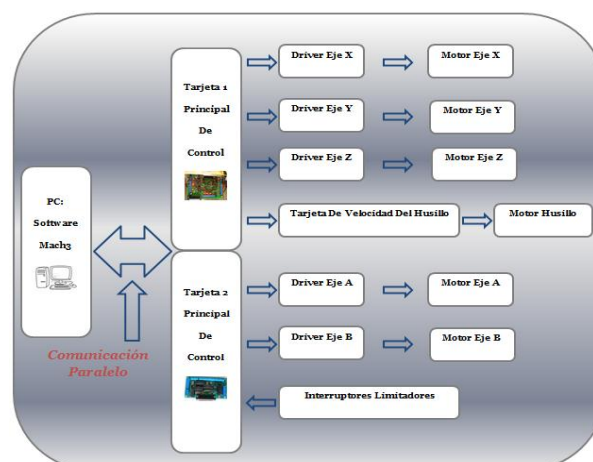 PC:
Software
Mach3
Comunicación
Paralelo
Tarjeta 1
Principal
De
Control
Driver Eje X
Motor Eje X
Driver Eje Y
Motor Eje Y
Driver Eje Z
Motor Eje Z
Tarjeta De Velocidad Del Husillo
Motor Husillo
Tarjeta 2
Principal
De
Control
Driver Eje A
Motor Eje A
Driver Eje B
Motor Eje B
Interruptores Limitadores